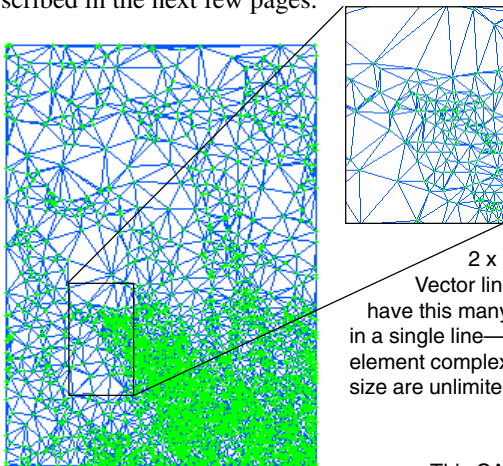 scribed in the next few pages.
2 x
Vector lin
have this many
in a single line—
element complex
size are unlimite
This CA